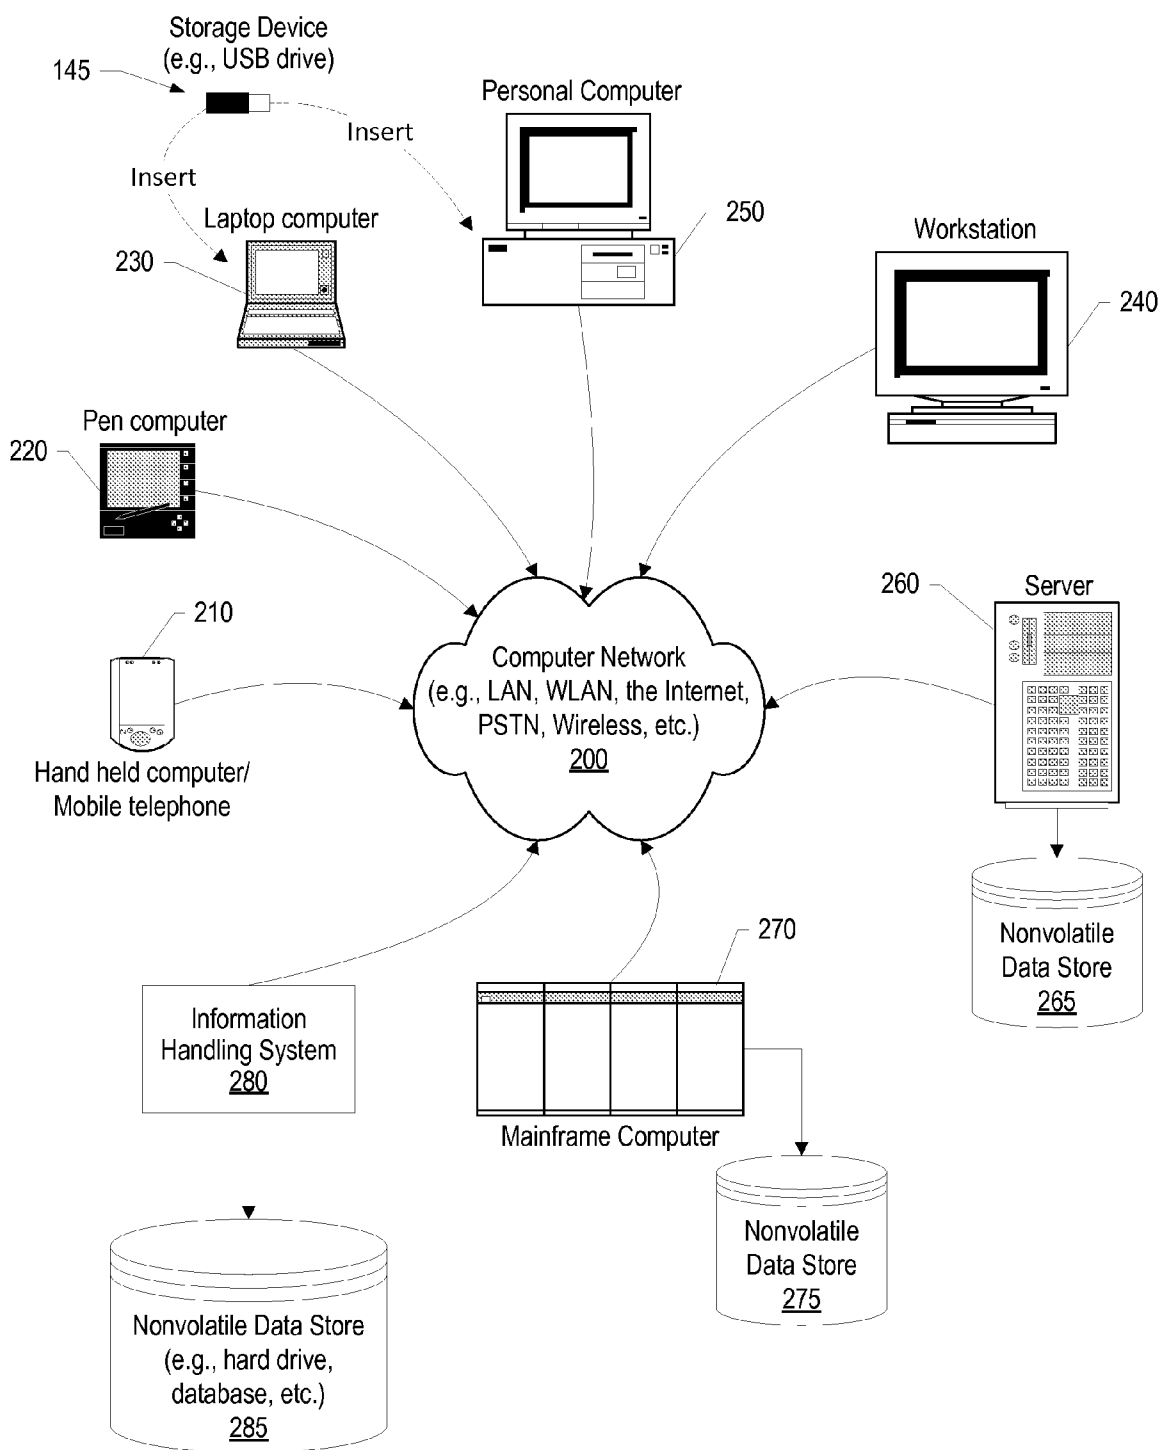 Storage Device
(e.g., USB drive)
145
Personal Computer
Insert
Insert
Laptop computer
250
Workstation
230
240
Pen computer
220
260
Server
210
Computer Network
(e.g., LAN, WLAN, the Internet,
PSTN, Wireless, etc.)
200
Hand held computer/
Mobile telephone
270
Nonvolatile
Data Store
265
Information
Handling System
280
Mainframe Computer
Nonvolatile
Data Store
275
Nonvolatile Data Store
(e.g., hard drive,
database, etc.)
285